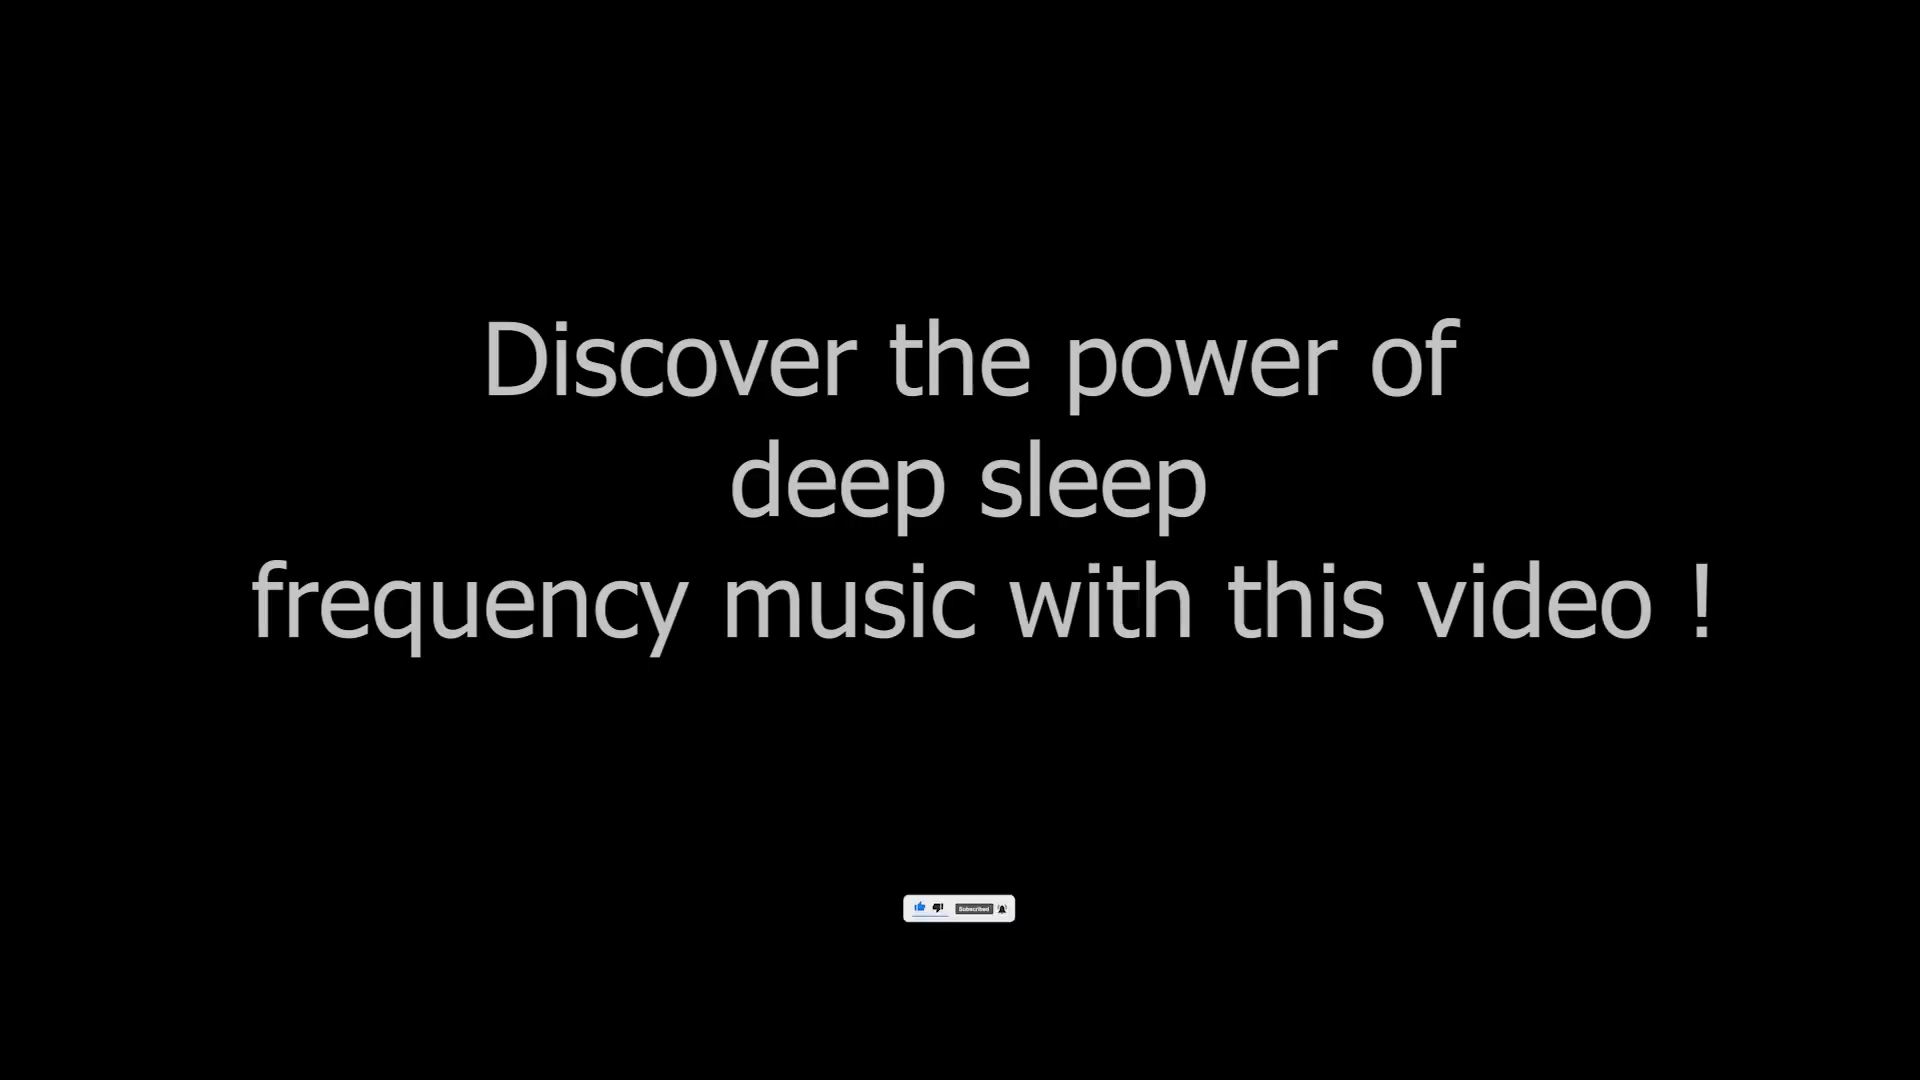 Discover the power of
deep sleep
frequency music with this video !
Subscribed